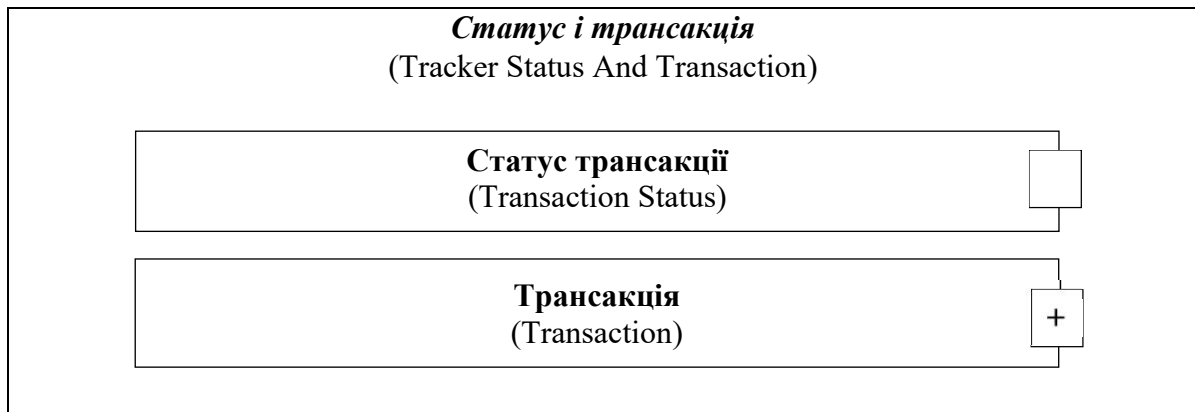 Статус і трансакція
(Tracker Status And Transaction)
Статус трансакції
(Transaction Status)
Трансакція
(Transaction)
+